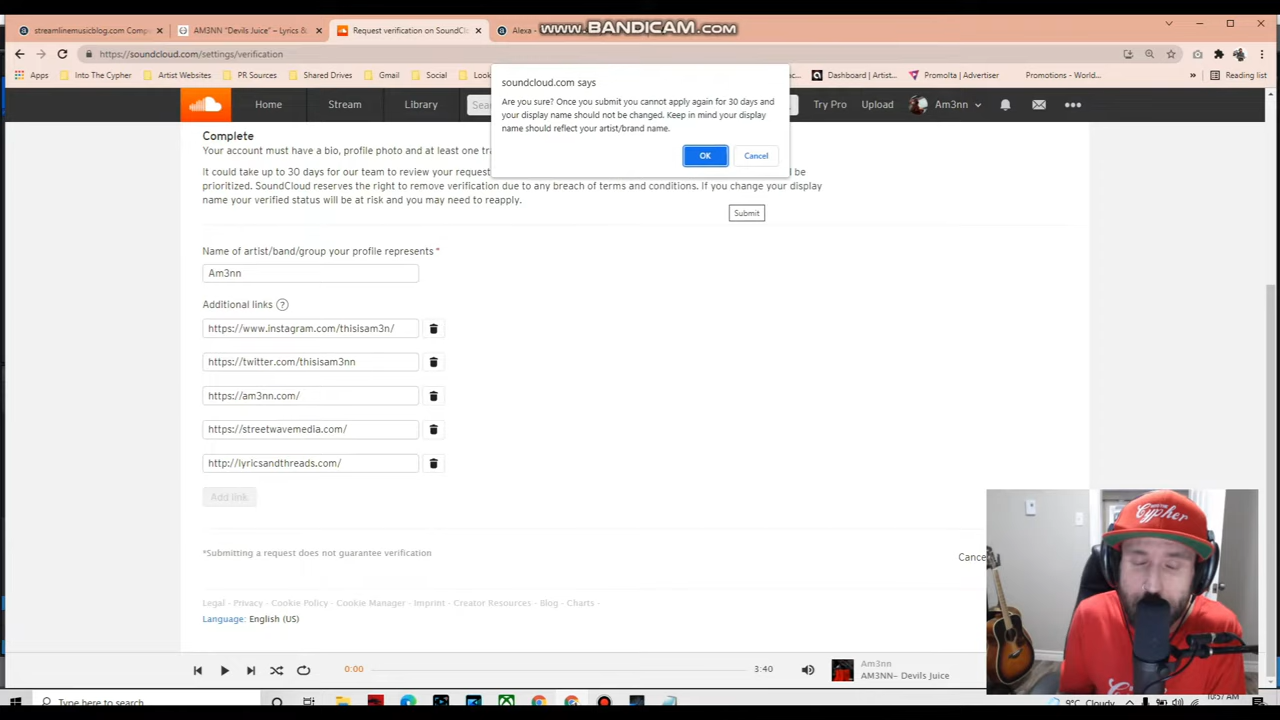 www.BANDICAM.com
streamlinemusicblog.com Comp
AM3NN "Devils Juice" – Lyrics &
Request verification on SoundCl
Alexa -
https://soundcloud.com/settings/verification
Apps
Into The Cypher
Artist Websites
PR Sources
Shared Drives
Gmail
Social
Look
Dashboard | Artist...
Promolta | Advertiser
Promotions - World...
Reading list
soundcloud.com says
Are you sure? Once you submit you cannot apply again for 30 days and
your display name should not be changed. Keep in mind your display
name should reflect your artist/brand name.
OK
Cancel
Home
Stream
Library
Sea
Try Pro
Upload
Am3nn
Complete
Your account must have a bio, profile photo and at least one tra
It could take up to 30 days for our team to review your request
be
prioritized. SoundCloud reserves the right to remove verification due to any breach of terms and conditions. If you change your display
name your verified status will be at risk and you may need to reapply.
Submit
Name of artist/band/group your profile represents *
Am3nn
Additional links ?
https://www.instagram.com/thisisam3n/
https://twitter.com/thisisam3nn
https://am3nn.com/
https://streetwavemedia.com/
http://lyricsandthreads.com/
Add link
*Submitting a request does not guarantee verification
Cance
Legal - Privacy - Cookie Policy - Cookie Manager - Imprint - Creator Resources - Blog - Charts -
Language: English (US)
0:00
3:40
Am3nn
AM3NN– Devils Juice
Cypher
Type here to search
9°C Cloudy
10:57 AM